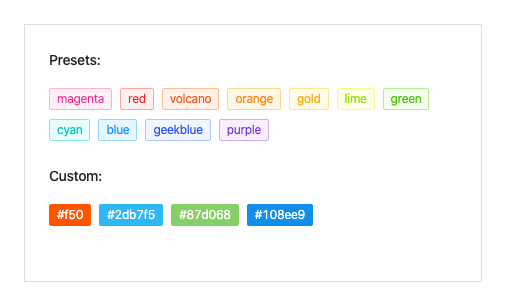 Presets:
magenta red volcano orange gold lime green
cyan blue geekblue purple
Custom:
#f50 #2db7f5 #87d068 #108ee9